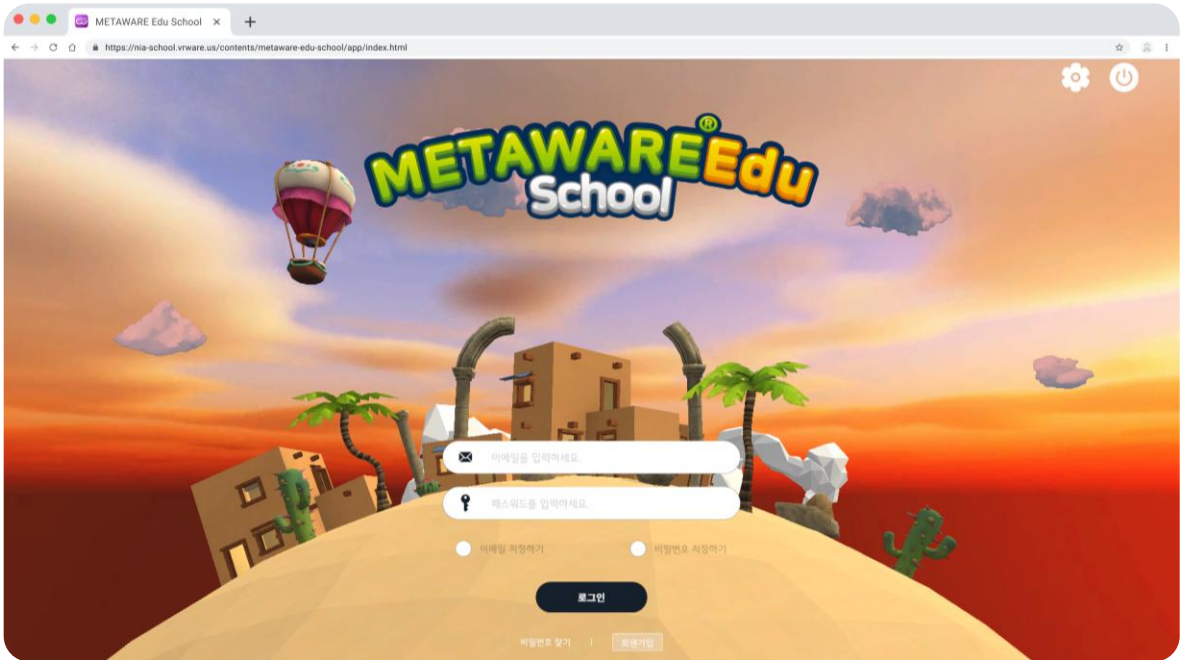 METAWARE Edu School
https://nia-school.vrware.us/contents/metaware-edu-school/app/index.html
METAWARE Edu®
School
이메일을 입력하세요.
패스워드를 입력하세요.
이메일 저장하기 비밀번호 저장하기
로그인
비밀번호 찾기 | 회원가입